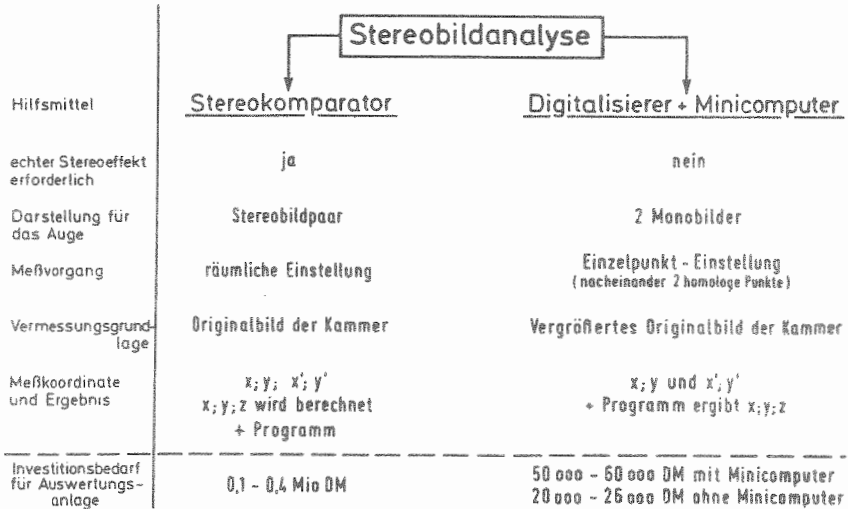 Stereobildanalyse
Hilfsmittel
Stereokomparator
Digitalisierer + Minicomputer
echter Stereoeffekt
erforderlich
ja
nein
Darstellung für
das Auge
Stereobildpaar
2 Monobilder
Meßvorgang
räumliche Einstellung
Einzelpunkt - Einstellung
(nacheinander 2 homologe Punkte)
Vermessungsgrund-
lage
Originalbild der Kammer
Vergrößertes Originalbild der Kammer
Meßkoordinate
und Ergebnis
x; y; x'; y'
x; y; z wird berechnet
+ Programm
x; y und x'; y'
+ Programm ergibt x; y; z
Investitionsbedarf
für Auswertungs-
anlage
0,1 - 0,4 Mio DM
50 000 - 60 000 DM mit Minicomputer
20 000 - 26 000 DM ohne Minicomputer